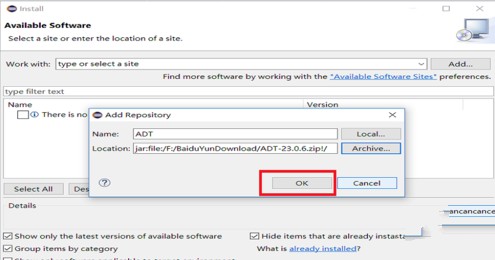 Install
Available Software
Select a site or enter the location of a site.
Work with: type or select a site Add...
Find more software by working with the "Available Software Sites" preferences.
type filter text
Name Version
There is no
Add Repository
Name: ADT Local...
Location: jar:file:/F:/BaiduYunDownload/ADT-23.0.6.zip!/ Archive...
? OK Cancel
Select All Des
Details
Show only the latest versions of available software Hide items that are already
Group items by category What is already installed?